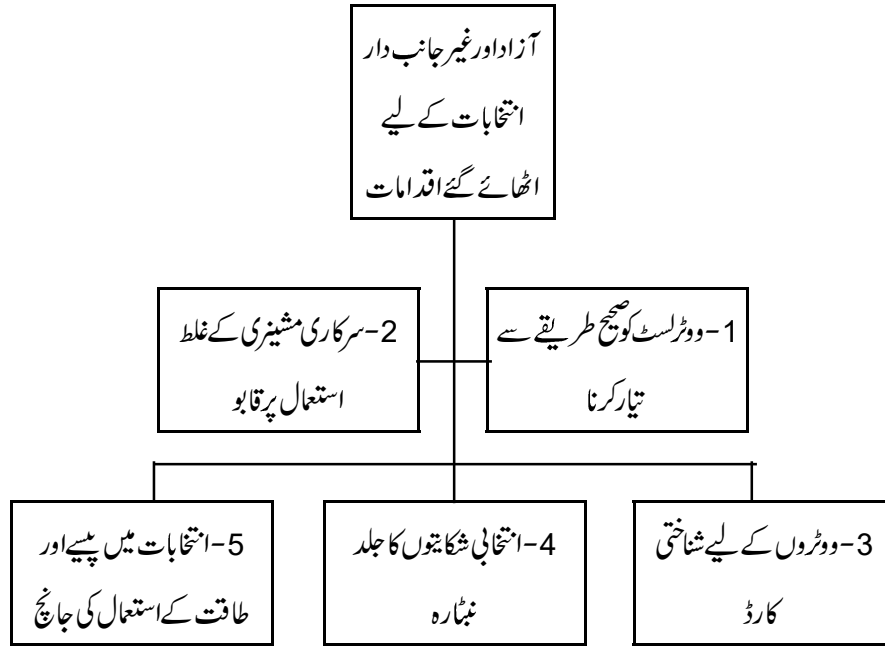 آزاد اور غیر جانب دار
انتخابات کے لیے
اٹھائے گئے اقدامات
1-ووٹر لسٹ کو صحیح طریقے سے
تیار کرنا
2-سرکاری مشینری کے غلط
استعمال پر قابو
3-ووٹروں کے لیے شناختی
کارڈ
4-انتخابی شکایتوں کا جلد
نبٹارہ
5-انتخابات میں پیسے اور
طاقت کے استعمال کی جانچ